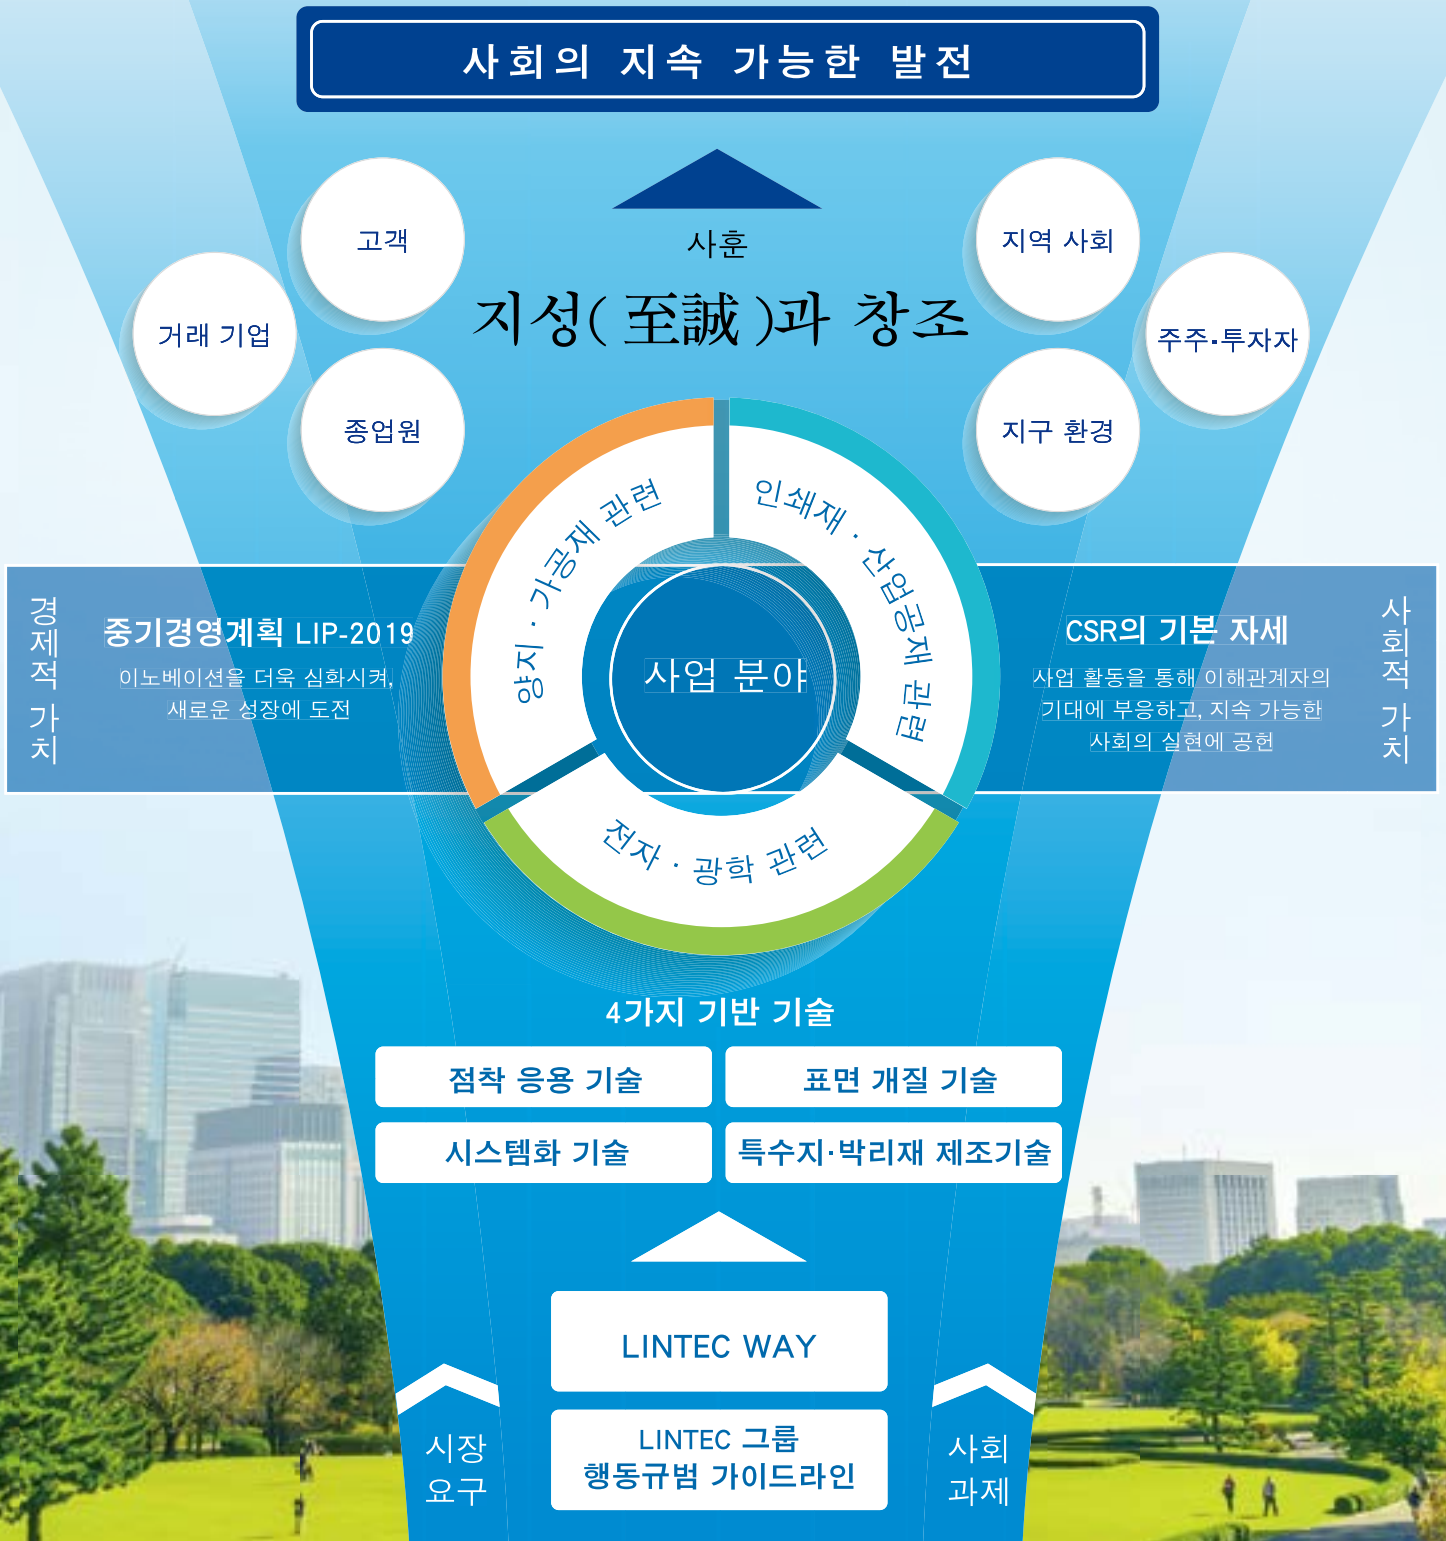 사회의 지속 가능한 발전
사훈
지성(至誠)과 창조
고객
거래 기업
종업원
지역 사회
주주·투자자
지구 환경
양지 · 가공재 관련
인쇄재 · 산업공재 관련
전자 · 광학 관련
사업 분야
경제적 가치
중기경영계획 LIP-2019
이노베이션을 더욱 심화시켜,
새로운 성장에 도전
CSR의 기본 자세
사업 활동을 통해 이해관계자의
기대에 부응하고, 지속 가능한
사회의 실현에 공헌
사회적 가치
4가지 기반 기술
점착 응용 기술
표면 개질 기술
시스템화 기술
특수지·박리재 제조기술
LINTEC WAY
LINTEC 그룹
행동규범 가이드라인
시장
요구
사회
과제